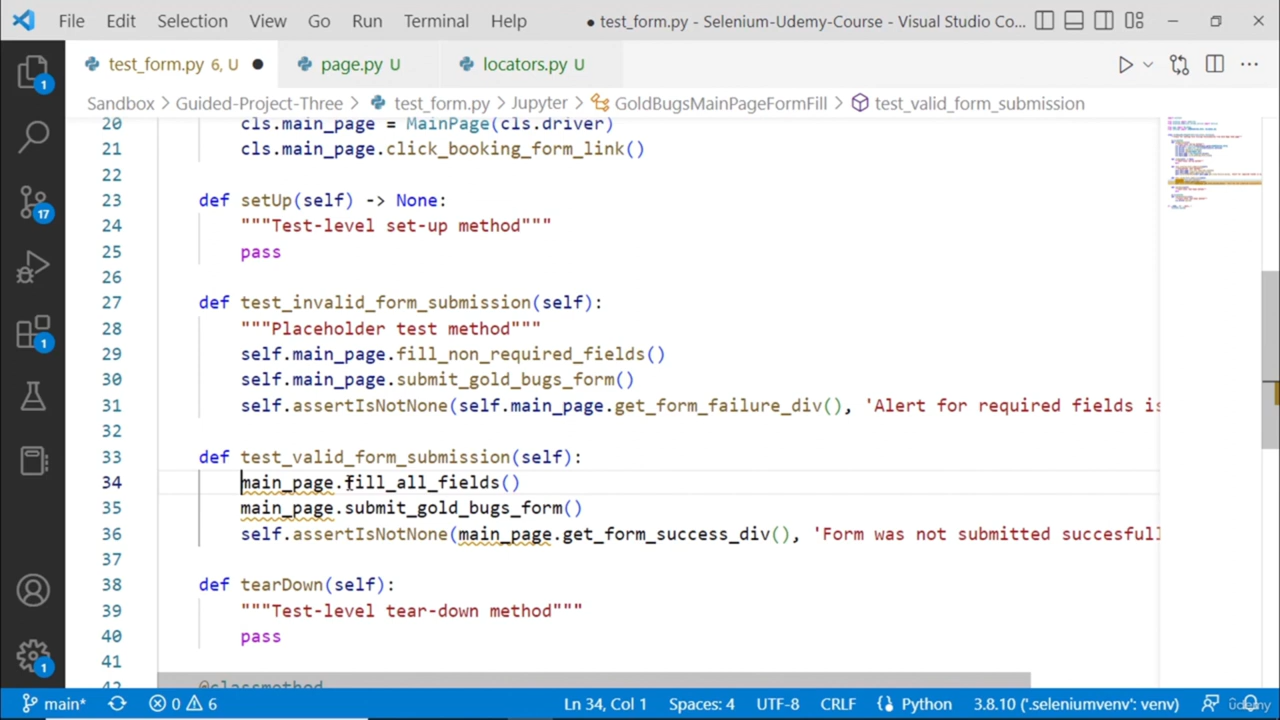 File Edit Selection View Go Run Terminal Help ● test_form.py - Selenium-Udemy-Course - Visual Studio Co...
test_form.py 6, U ● page.py U locators.py U
Sandbox > Guided-Project-Three > test_form.py > Jupyter > GoldBugsMainPageFormFill > test_valid_form_submission
20 cls.main_page = MainPage(cls.driver)
21 cls.main_page.click_booking_form_link()
22
23 def setUp(self) -> None:
24 """Test-level set-up method"""
25 pass
26
27 def test_invalid_form_submission(self):
28 """Placeholder test method"""
29 self.main_page.fill_non_required_fields()
30 self.main_page.submit_gold_bugs_form()
31 self.assertIsNotNone(self.main_page.get_form_failure_div(), 'Alert for required fields is
32
33 def test_valid_form_submission(self):
34 main_page.fill_all_fields()
35 main_page.submit_gold_bugs_form()
36 self.assertIsNotNone(main_page.get_form_success_div(), 'Form was not submitted succesfull
37
38 def tearDown(self):
39 """Test-level tear-down method"""
40 pass
41
42 @classmethod
1
17
1
1
main* 0 6 Ln 34, Col 1 Spaces: 4 UTF-8 CRLF Python 3.8.10 ('.seleniumvenv': venv)
ûdemy